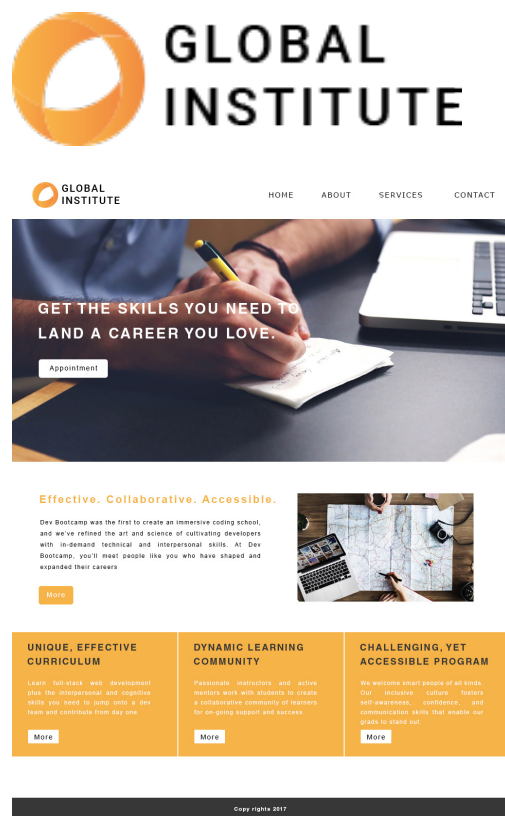 GLOBAL
INSTITUTE
GLOBAL
INSTITUTE
HOME ABOUT SERVICES CONTACT
GET THE SKILLS YOU NEED TO
LAND A CAREER YOU LOVE.
Appointment
Effective. Collaborative. Accessible.
Dev Bootcamp was the first to create an immersive coding school,
and we've refined the art and science of cultivating developers
with in-demand technical and interpersonal skills. At Dev
Bootcamp, you'll meet people like you who have shaped and
expanded their careers
More
UNIQUE, EFFECTIVE
CURRICULUM
Learn full-stack web development
plus the interpersonal and cognitive
skills you need to jump onto a dev
team and contribute from day one.
More
DYNAMIC LEARNING
COMMUNITY
Passionate instructors and active
mentors work with students to create
a collaborative community of learners
for on-going support and success
More
CHALLENGING, YET
ACCESSIBLE PROGRAM
We welcome smart people of all kinds.
Our inclusive culture fosters
self-awareness, confidence, and
communication skills that enable our
grads to stand out.
More
Copy rights 2017